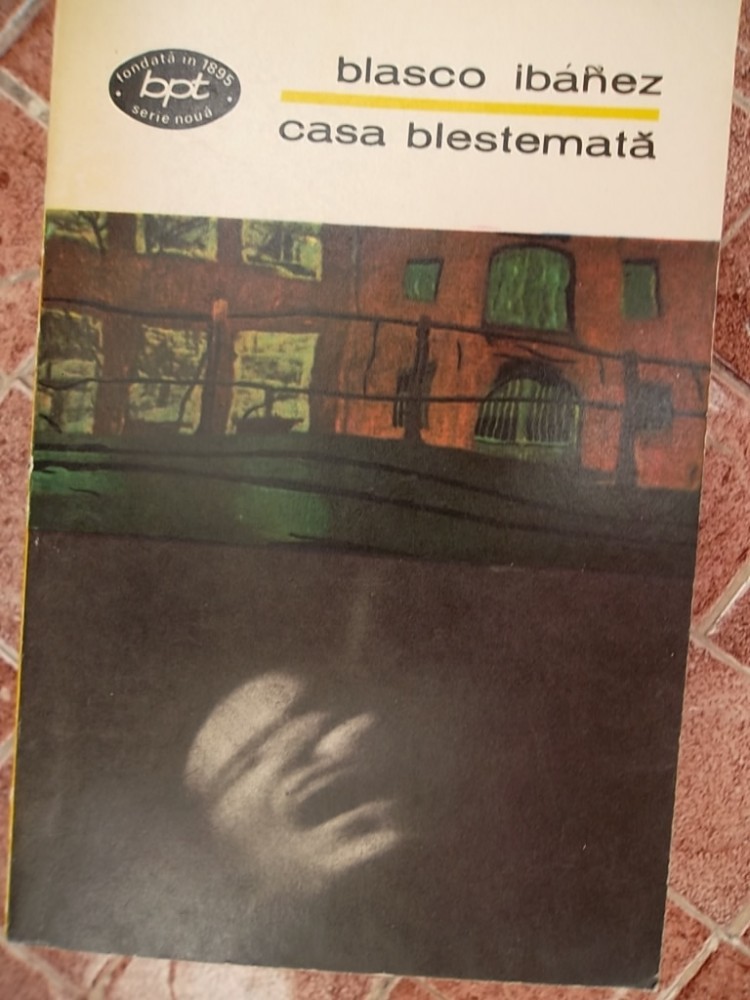 fondată în 1895
bpt
serie nouă
blasco ibáñez
casa blestemată